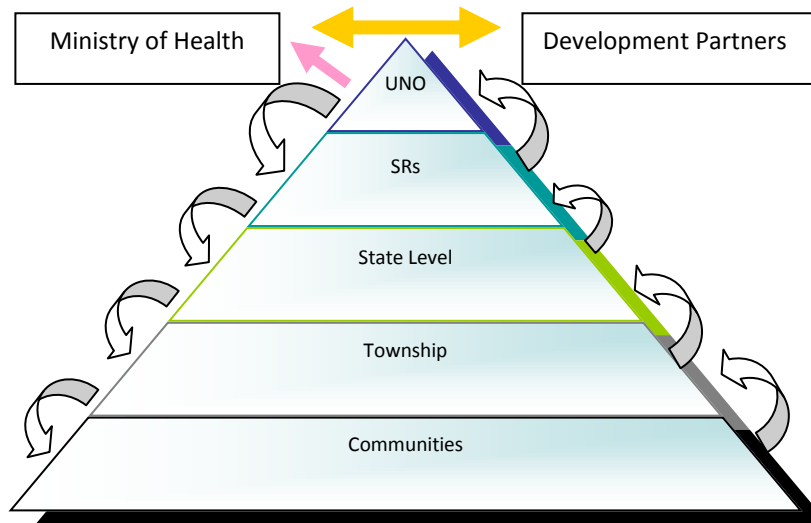 Ministry of Health
Development Partners
UNO
SRs
State Level
Township
Communities